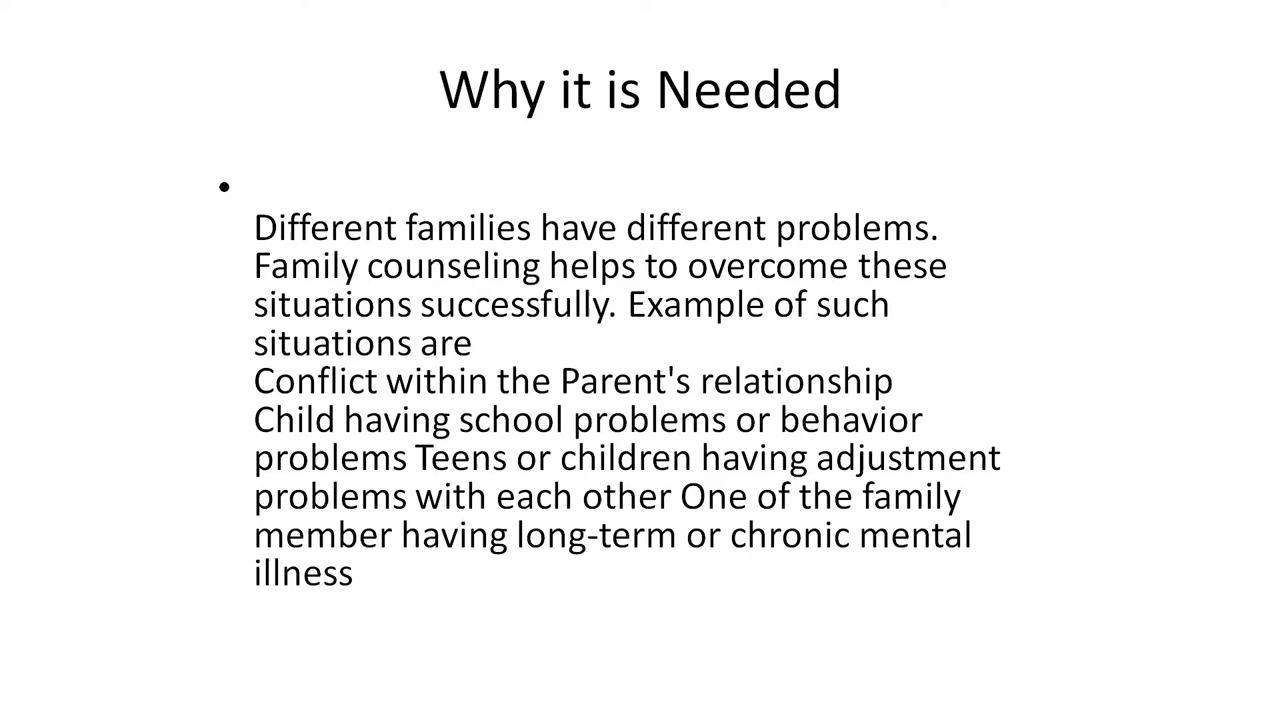 Why it is Needed
•
Different families have different problems.
Family counseling helps to overcome these
situations successfully. Example of such
situations are
Conflict within the Parent's relationship
Child having school problems or behavior
problems Teens or children having adjustment
problems with each other One of the family
member having long-term or chronic mental
illness